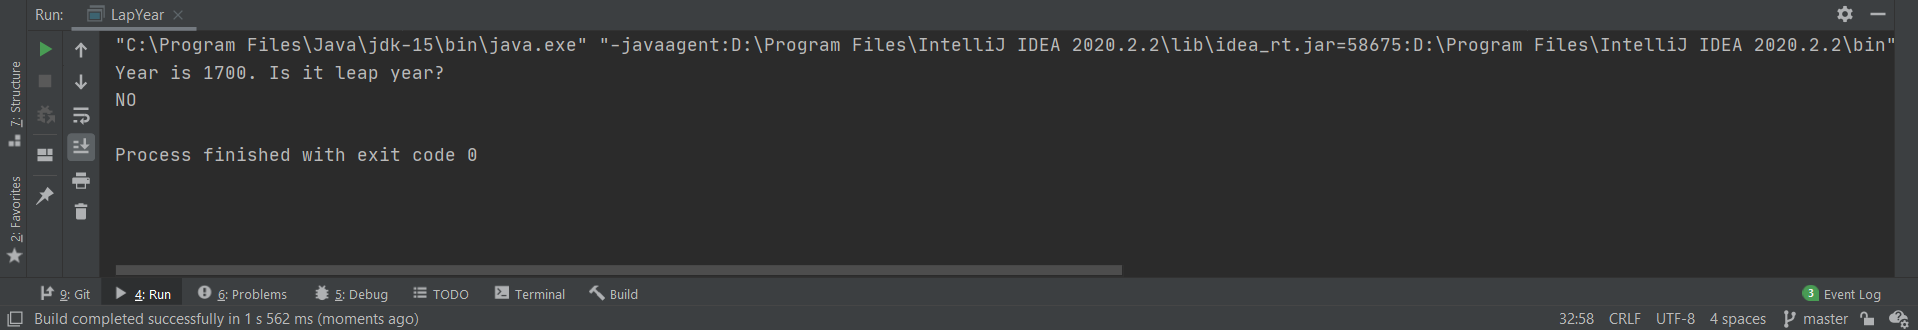 Run: LapYear
"C:\Program Files\Java\jdk-15\bin\java.exe" "-javaagent:D:\Program Files\IntelliJ IDEA 2020.2.2\lib\idea_rt.jar=58675:D:\Program Files\IntelliJ IDEA 2020.2.2\bin"
Year is 1700. Is it leap year?
NO
Process finished with exit code 0
7: Structure
2: Favorites
9: Git 4: Run 6: Problems 5: Debug TODO Terminal Build 3 Event Log
Build completed successfully in 1 s 562 ms (moments ago) 32:58 CRLF UTF-8 4 spaces master